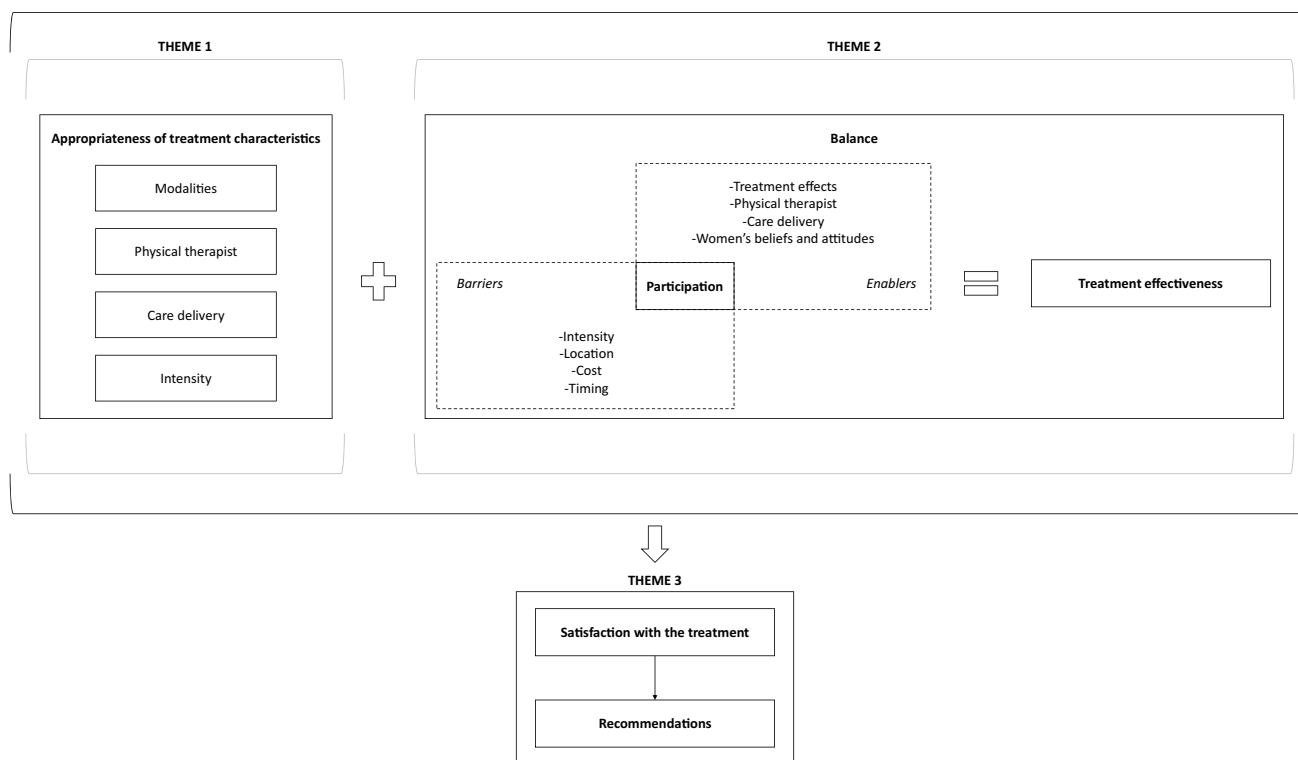 THEME 1
THEME 2
Appropriateness of treatment characteristics
Modalities
Physical therapist
Care delivery
Intensity
Balance
-Treatment effects
-Physical therapist
-Care delivery
-Women's beliefs and attitudes
Barriers
Participation
Enablers
-Intensity
-Location
-Cost
-Timing
Treatment effectiveness
THEME 3
Satisfaction with the treatment
Recommendations